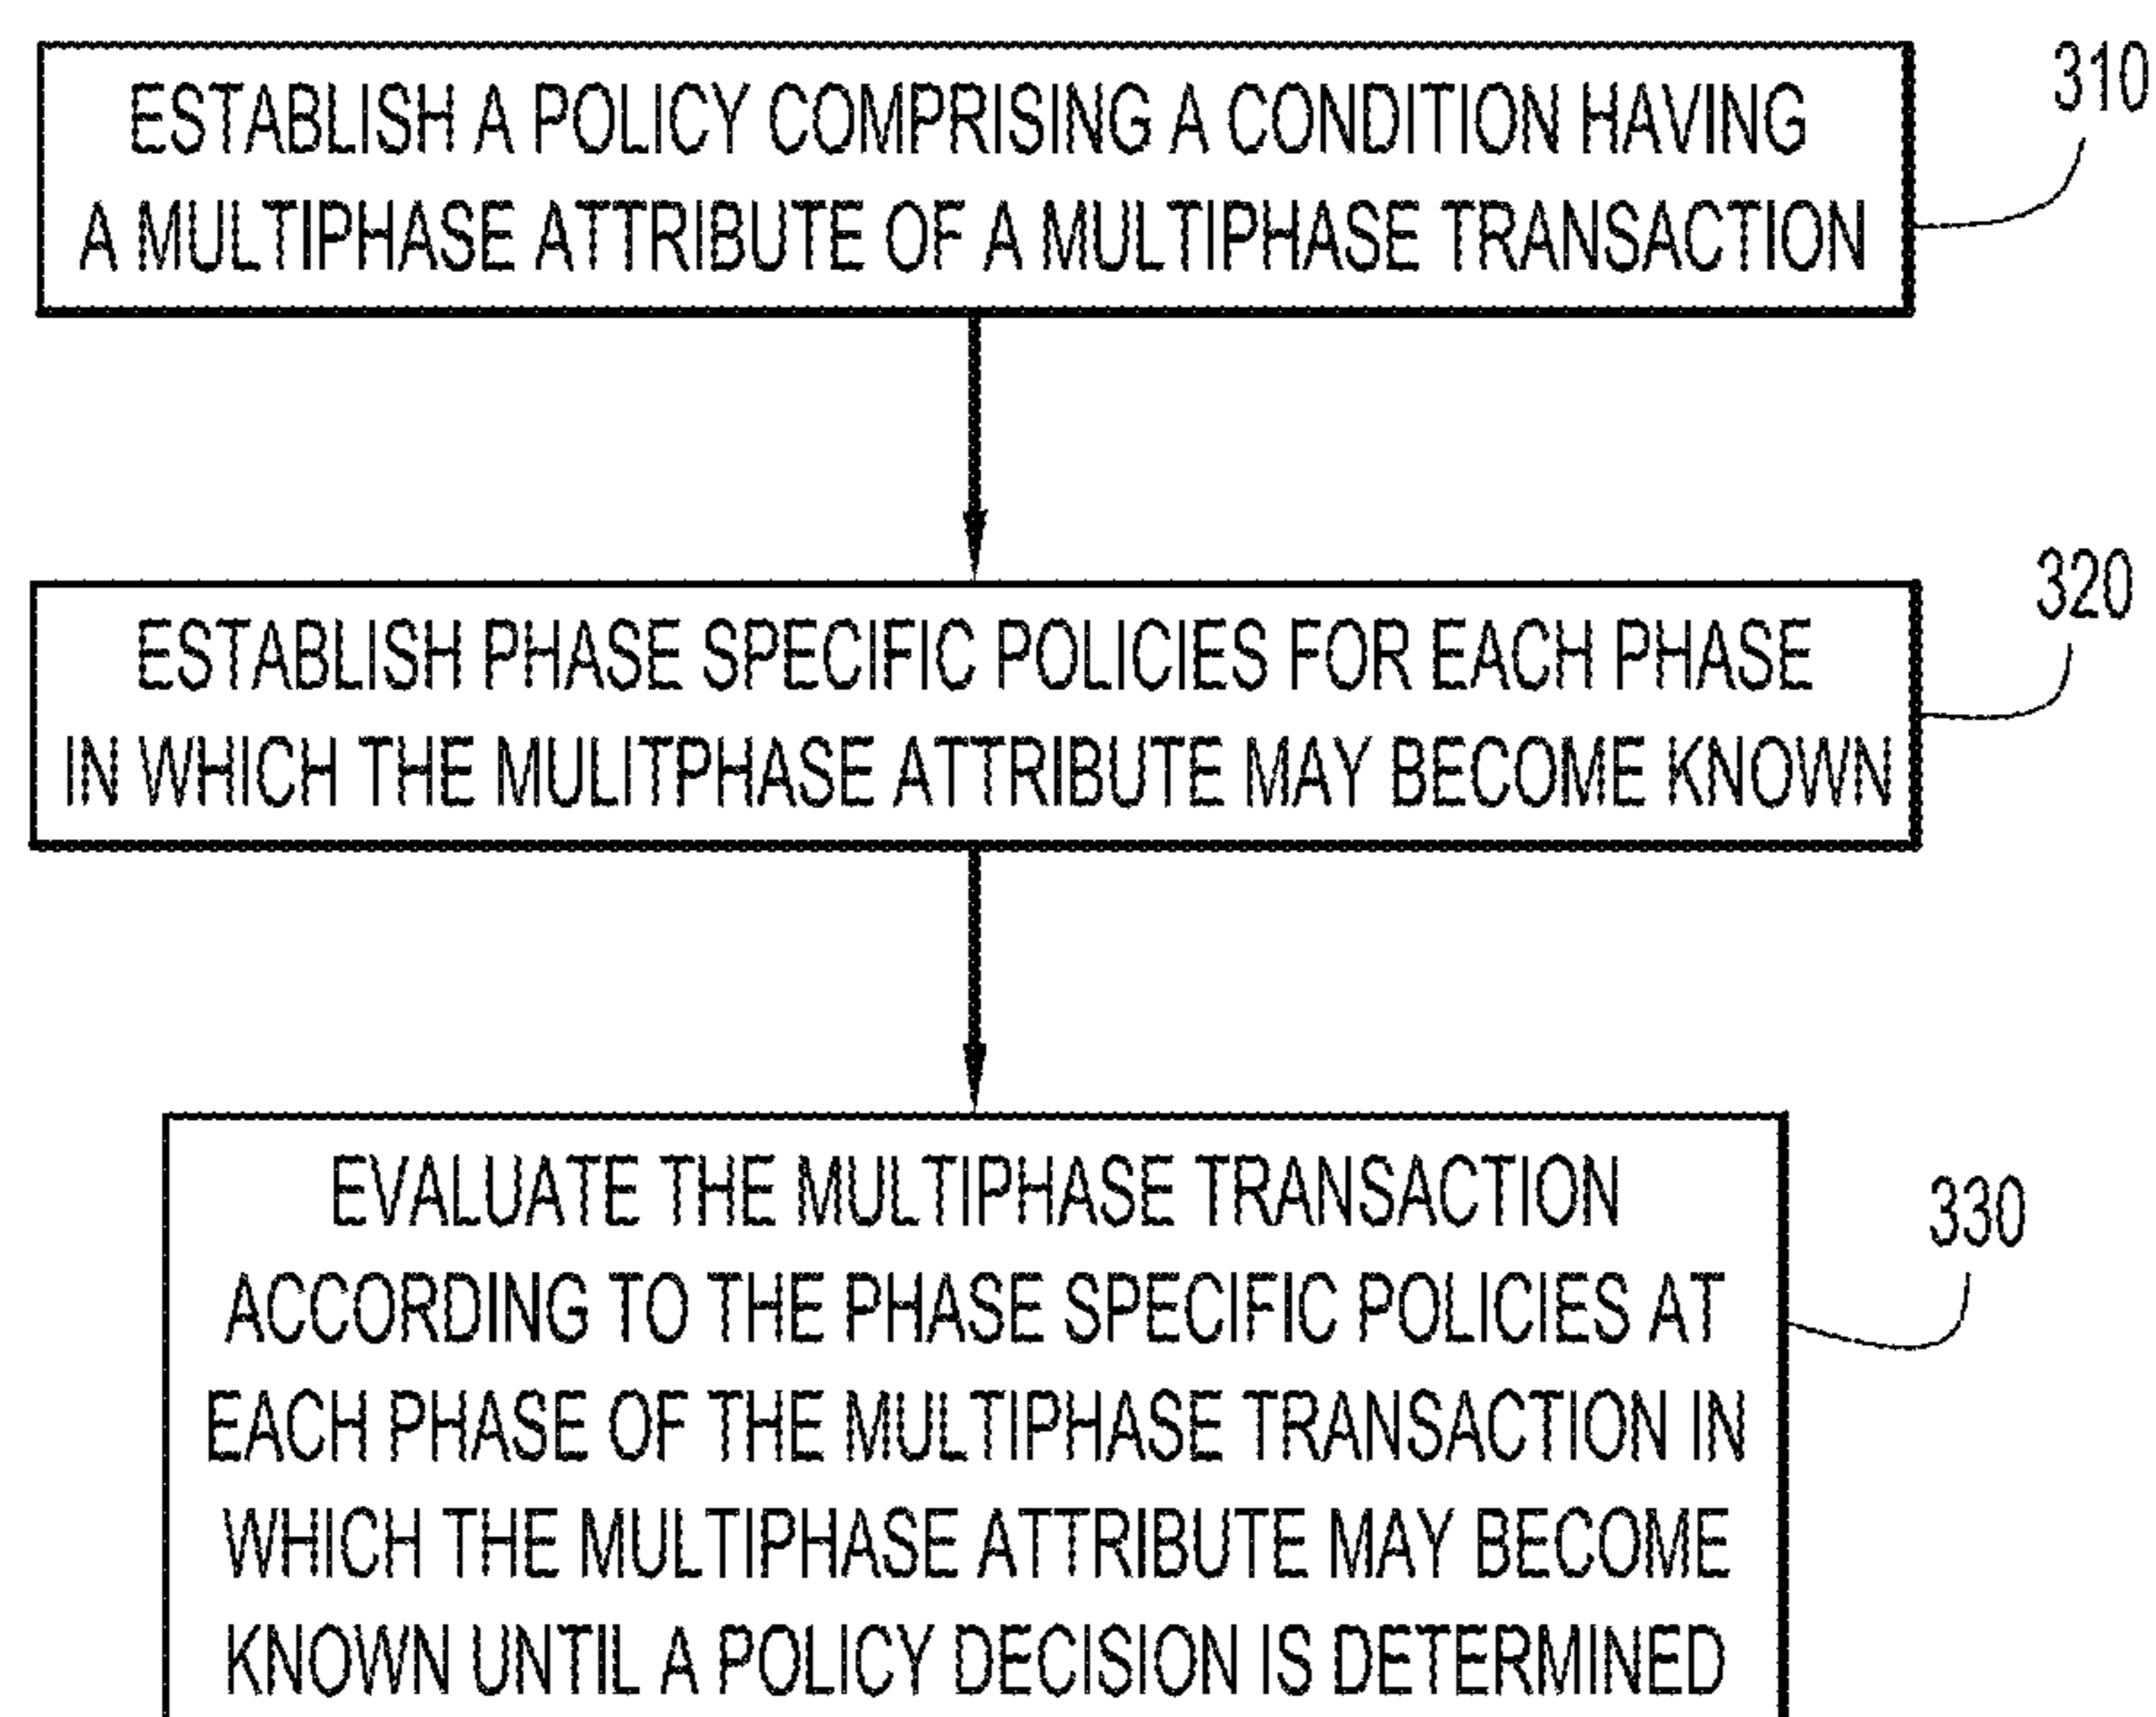 ESTABLISH A POLICY COMPRISING A CONDITION HAVING
A MULTIPHASE ATTRIBUTE OF A MULTIPHASE TRANSACTION
310
ESTABLISH PHASE SPECIFIC POLICIES FOR EACH PHASE
IN WHICH THE MULITPHASE ATTRIBUTE MAY BECOME KNOWN
320
EVALUATE THE MULTIPHASE TRANSACTION
ACCORDING TO THE PHASE SPECIFIC POLICIES AT
EACH PHASE OF THE MULTIPHASE TRANSACTION IN
WHICH THE MULTIPHASE ATTRIBUTE MAY BECOME
KNOWN UNTIL A POLICY DECISION IS DETERMINED
330